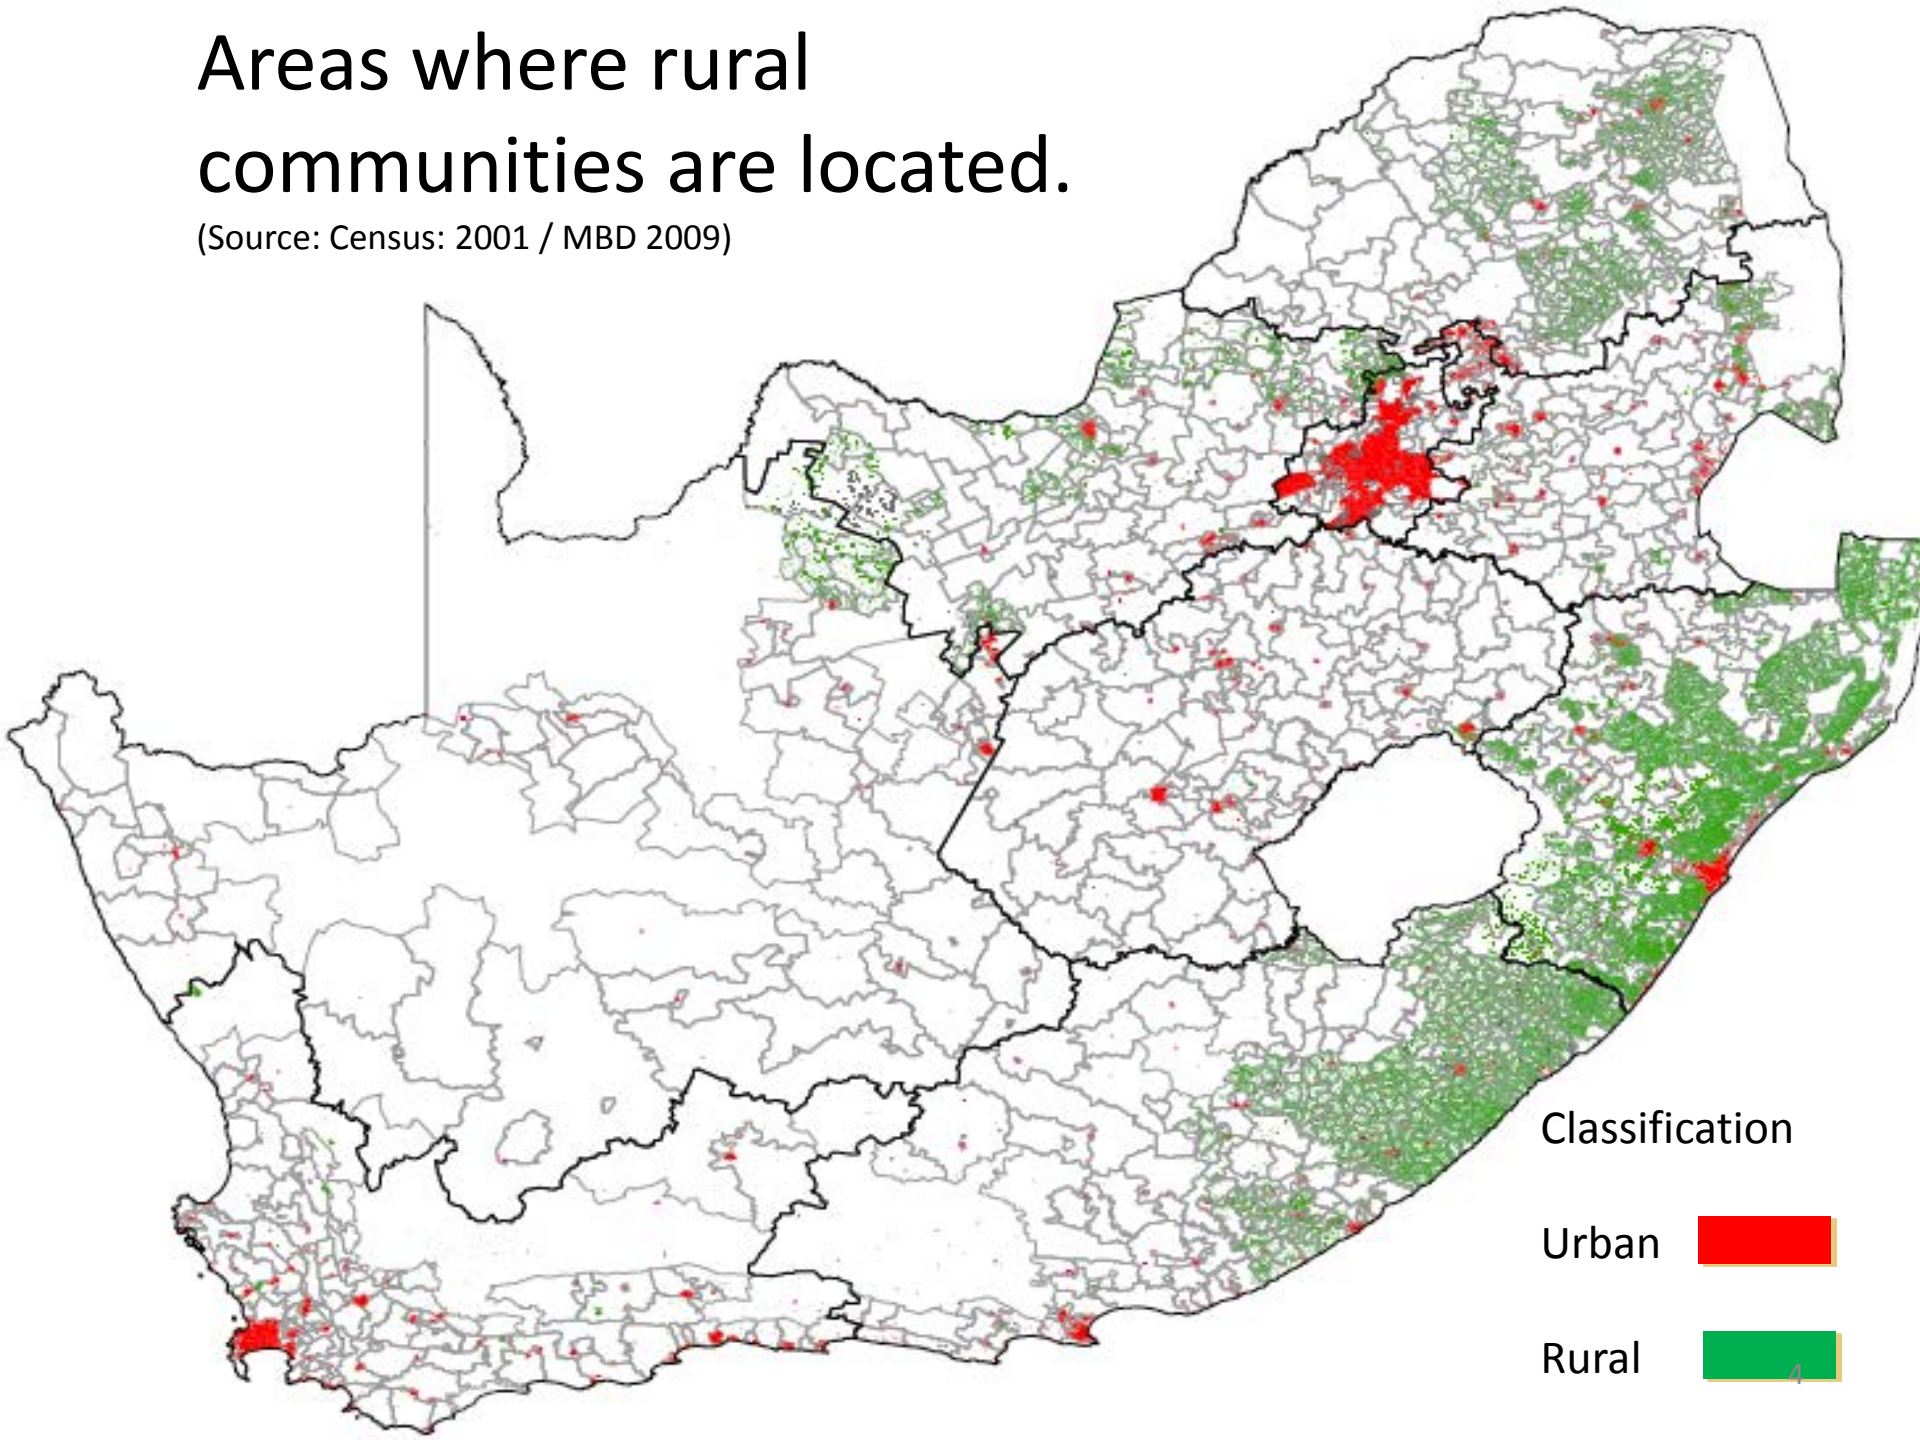 Areas where rural
communities are located.
(Source: Census: 2001 / MBD 2009)
Classification
Urban
Rural
4